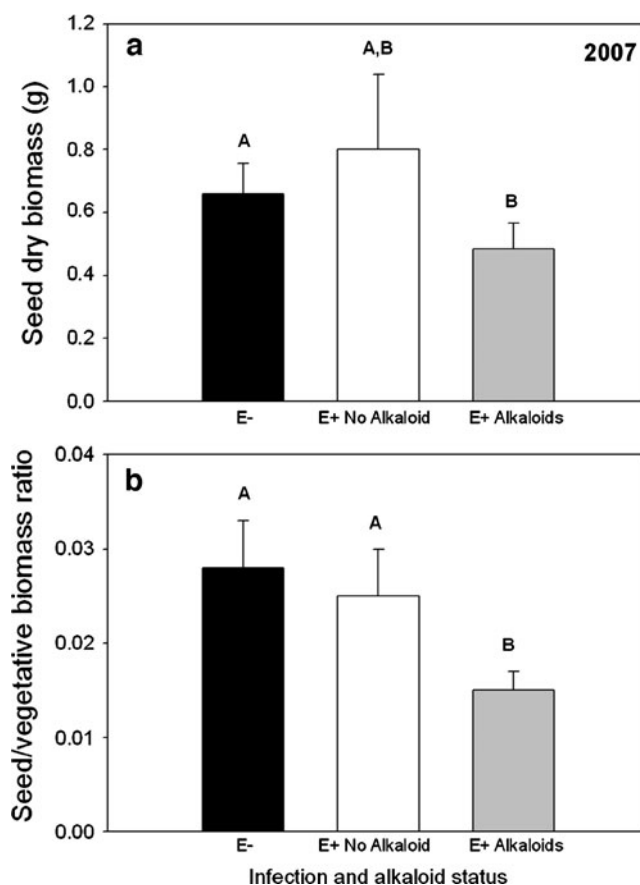 a
2007
Seed dry biomass (g)
1.2
1.0
0.8
0.6
0.4
0.2
0.0
A
A,B
B
E-
E+ No Alkaloid
E+ Alkaloids
b
Seed/vegetative biomass ratio
0.04
0.03
0.02
0.01
0.00
A
A
B
E-
E+ No Alkaloid
E+ Alkaloids
Infection and alkaloid status